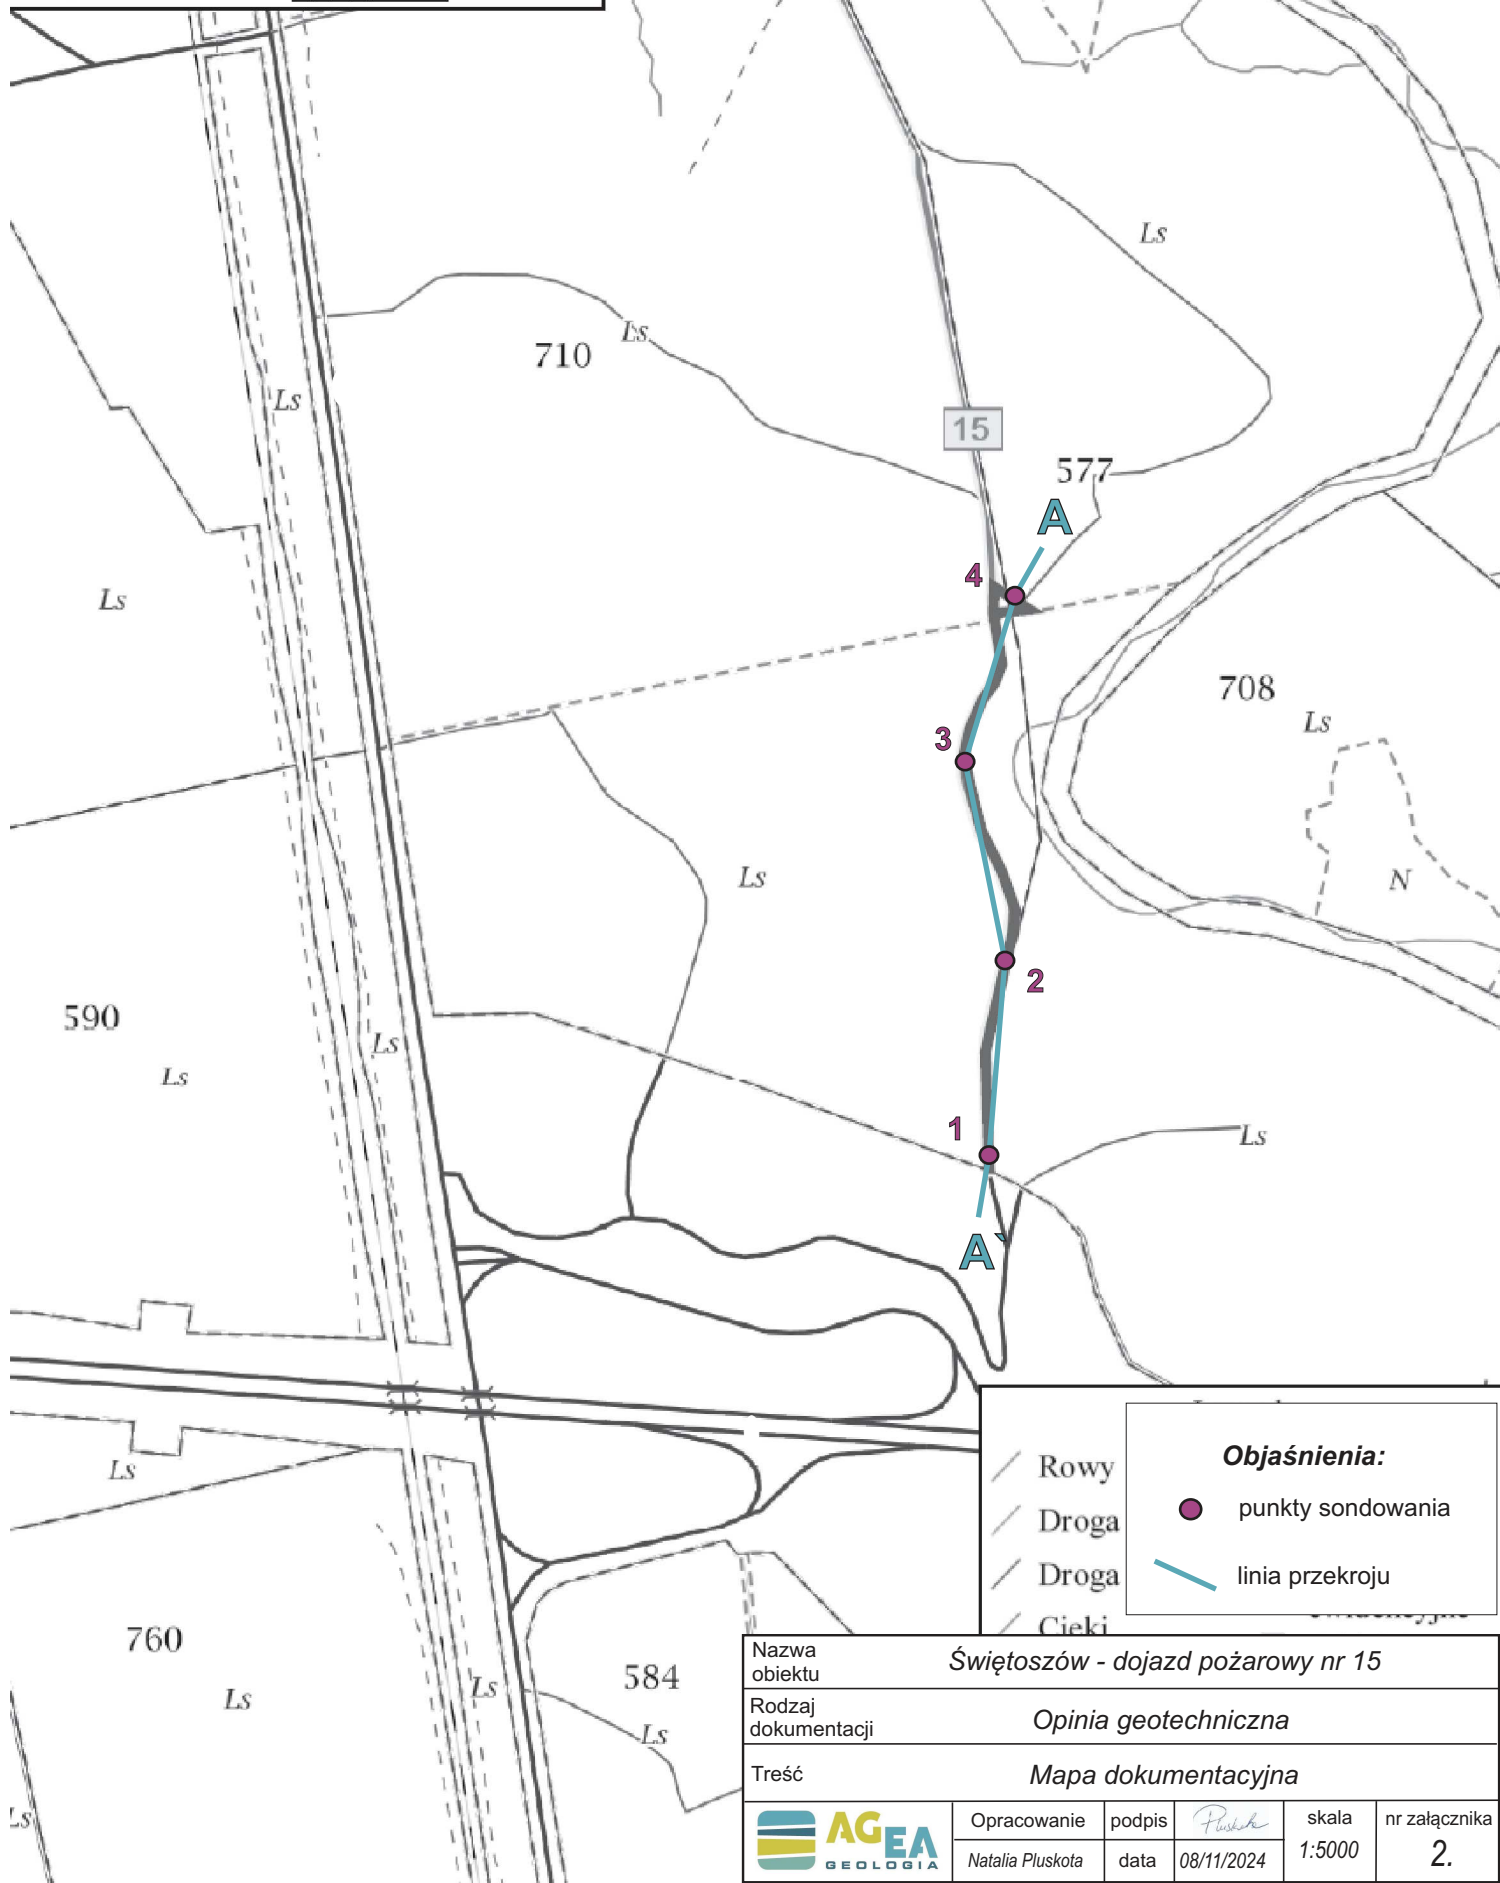 Ls
710
Ls
15
577
A
Ls
4
Ls
708
Ls
3
Ls
N
2
590
Ls
Ls
1
Ls
A`
Ls
Rowy
Droga
Droga
Cieki
Objaśnienia:
punkty sondowania
linia przekroju
760
Ls
584
Ls
Ls
Ls
Nazwa obiektu
Świętoszów - dojazd pożarowy nr 15
Rodzaj dokumentacji
Opinia geotechniczna
Treść
Mapa dokumentacyjna
AGEA
GEOLOGIA
Opracowanie
Natalia Pluskota
podpis
data
08/11/2024
skala
1:5000
nr załącznika
2.